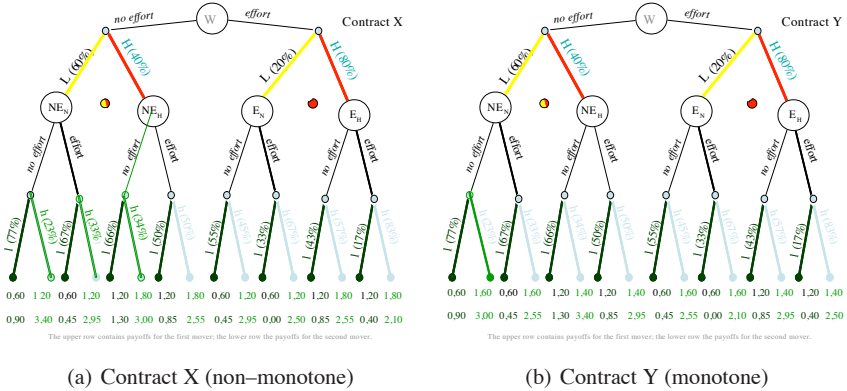 Contract X
W
no effort
effort
L (60%)
H (40%)
L (20%)
H (80%)
NE_N
NE_H
E_N
E_H
no effort
effort
no effort
effort
no effort
effort
no effort
effort
l (77%)
h (23%)
l (67%)
h (33%)
l (66%)
h (34%)
l (50%)
h (50%)
l (55%)
h (45%)
l (33%)
h (67%)
l (43%)
h (57%)
l (17%)
h (83%)
0,60 1.20 0,60 1.20 1,20 1,80 1,20 1,80 0,60 1.20 0,60 1.20 1,20 1,80 1,20 1.80
0,90 3,40 0,45 2.95 1,30 3,00 0,85 2,55 0,45 2,95 0,00 2,50 0,85 2,55 0,40 2,10
The upper row contains payoffs for the first mover; the lower row the payoffs for the second mover.
(a) Contract X (non–monotone)
Contract Y
W
no effort
effort
L (60%)
H (40%)
L (20%)
H (80%)
NE_N
NE_H
E_N
E_H
no effort
effort
no effort
effort
no effort
effort
no effort
effort
l (77%)
l (67%)
h (33%)
l (66%)
h (34%)
l (50%)
h (50%)
l (55%)
h (45%)
l (33%)
h (67%)
l (43%)
h (57%)
l (17%)
h (83%)
0,60 1.60 0,60 1.60 1,20 1,40 1,20 1,40 0,60 1.60 0,60 1.60 1,20 1,40 1,20 1,40
0,90 3,00 0,45 2.55 1,30 3,40 0,85 2,95 0,45 2,55 0,00 2,10 0,85 2,95 0,40 2,50
The upper row contains payoffs for the first mover; the lower row the payoffs for the second mover.
(b) Contract Y (monotone)